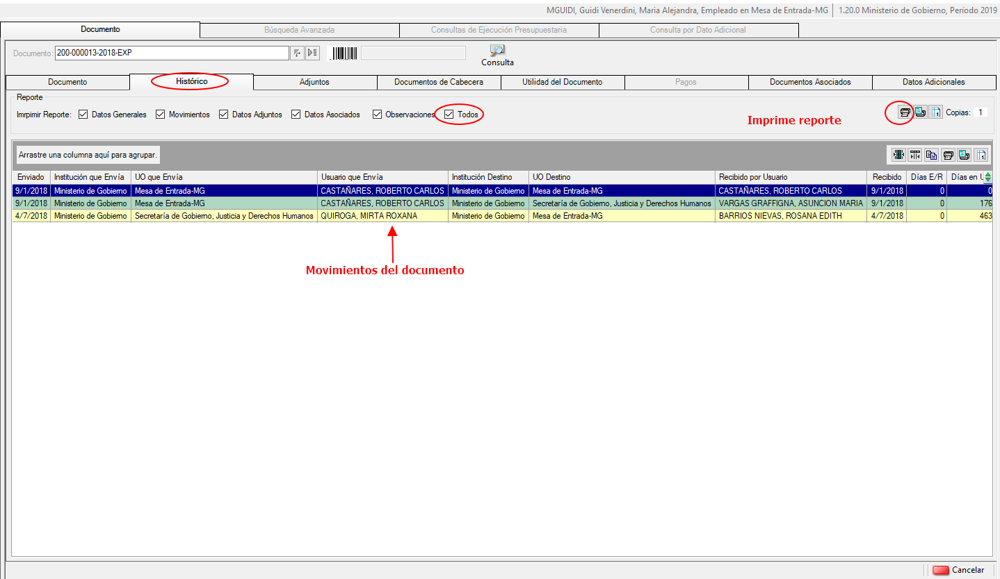 MGUIDI, Guidi Venerdini, Maria Alejandra, Empleado en Mesa de Entrada-MG 1.20.0 Ministerio de Gobierno, Período 2019
Documento Búsqueda Avanzada Consultas de Ejecución Presupuestaria Consulta por Dato Adicional
Documento: 200-000013-2018-EXP
Consulta
Documento Histórico Adjuntos Documentos de Cabecera Utilidad del Documento Pagos Documentos Asociados Datos Adicionales
Reporte
Imprimir Reporte: Datos Generales Movimientos Datos Adjuntos Datos Asociados Observaciones Todos Copias: 1
Imprime reporte
Arrastre una columna aquí para agrupar.
Enviado Institución que Envía UO que Envía Usuario que Envía Institución Destino UO Destino Recibido por Usuario Recibido Días E/R Días en U
9/1/2018 Ministerio de Gobierno Mesa de Entrada-MG CASTAÑARES, ROBERTO CARLOS Ministerio de Gobierno Mesa de Entrada-MG CASTAÑARES, ROBERTO CARLOS 9/1/2018 0 0
9/1/2018 Ministerio de Gobierno Mesa de Entrada-MG CASTAÑARES, ROBERTO CARLOS Ministerio de Gobierno Secretaría de Gobierno, Justicia y Derechos Humanos VARGAS GRAFFIGNA, ASUNCION MARIA 9/1/2018 0 176
4/7/2018 Ministerio de Gobierno Secretaría de Gobierno, Justicia y Derechos Humanos QUIROGA, MIRTA ROXANA Ministerio de Gobierno Mesa de Entrada-MG BARRIOS NIEVAS, ROSANA EDITH 4/7/2018 0 463
Movimientos del documento
Cancelar